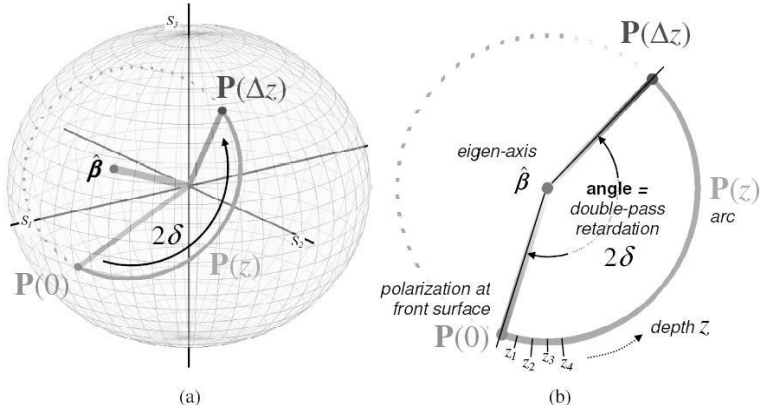 s₃
P(Δz)
β̂
s₁
2δ
s₂
P(z)
P(0)
(a)
P(Δz)
eigen-axis
β̂
angle =
double-pass
retardation
2δ
P(z)
arc
polarization at
front surface
P(0)
z₁ z₂ z₃ z₄
depth z
(b)